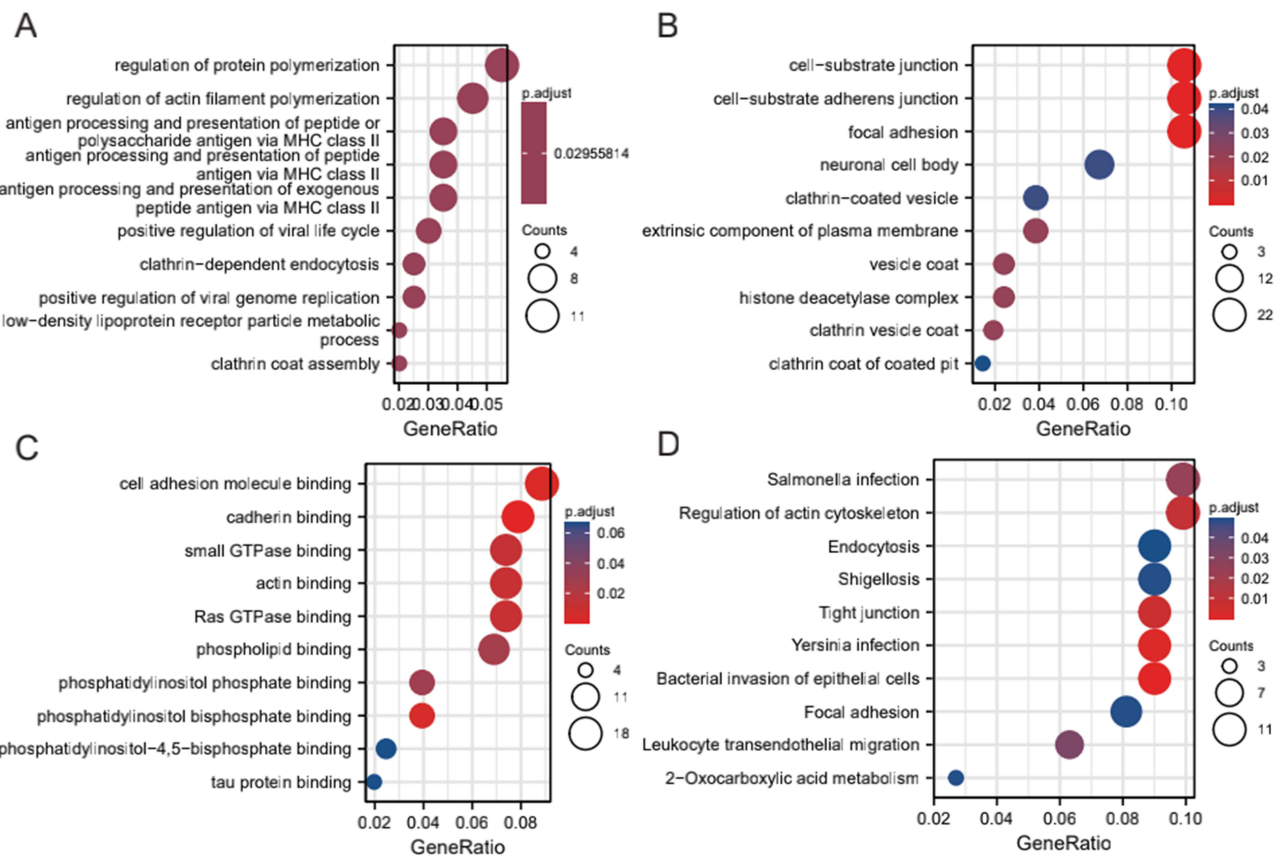 A
regulation of protein polymerization
regulation of actin filament polymerization
antigen processing and presentation of peptide or
polysaccharide antigen via MHC class II
antigen processing and presentation of peptide
antigen via MHC class II
antigen processing and presentation of exogenous
peptide antigen via MHC class II
positive regulation of viral life cycle
clathrin-dependent endocytosis
positive regulation of viral genome replication
low-density lipoprotein receptor particle metabolic
process
clathrin coat assembly
0.02 0.03 0.04 0.05
GeneRatio
p.adjust
0.02955814
Counts
4
8
11
B
cell-substrate junction
cell-substrate adherens junction
focal adhesion
neuronal cell body
clathrin-coated vesicle
extrinsic component of plasma membrane
vesicle coat
histone deacetylase complex
clathrin vesicle coat
clathrin coat of coated pit
0.02 0.04 0.06 0.08 0.10
GeneRatio
p.adjust
0.04
0.03
0.02
0.01
Counts
3
12
22
C
cell adhesion molecule binding
cadherin binding
small GTPase binding
actin binding
Ras GTPase binding
phospholipid binding
phosphatidylinositol phosphate binding
phosphatidylinositol bisphosphate binding
phosphatidylinositol-4,5-bisphosphate binding
tau protein binding
0.02 0.04 0.06 0.08
GeneRatio
p.adjust
0.06
0.04
0.02
Counts
4
11
18
D
Salmonella infection
Regulation of actin cytoskeleton
Endocytosis
Shigellosis
Tight junction
Yersinia infection
Bacterial invasion of epithelial cells
Focal adhesion
Leukocyte transendothelial migration
2-Oxocarboxylic acid metabolism
0.02 0.04 0.06 0.08 0.10
GeneRatio
p.adjust
0.04
0.03
0.02
0.01
Counts
3
7
11